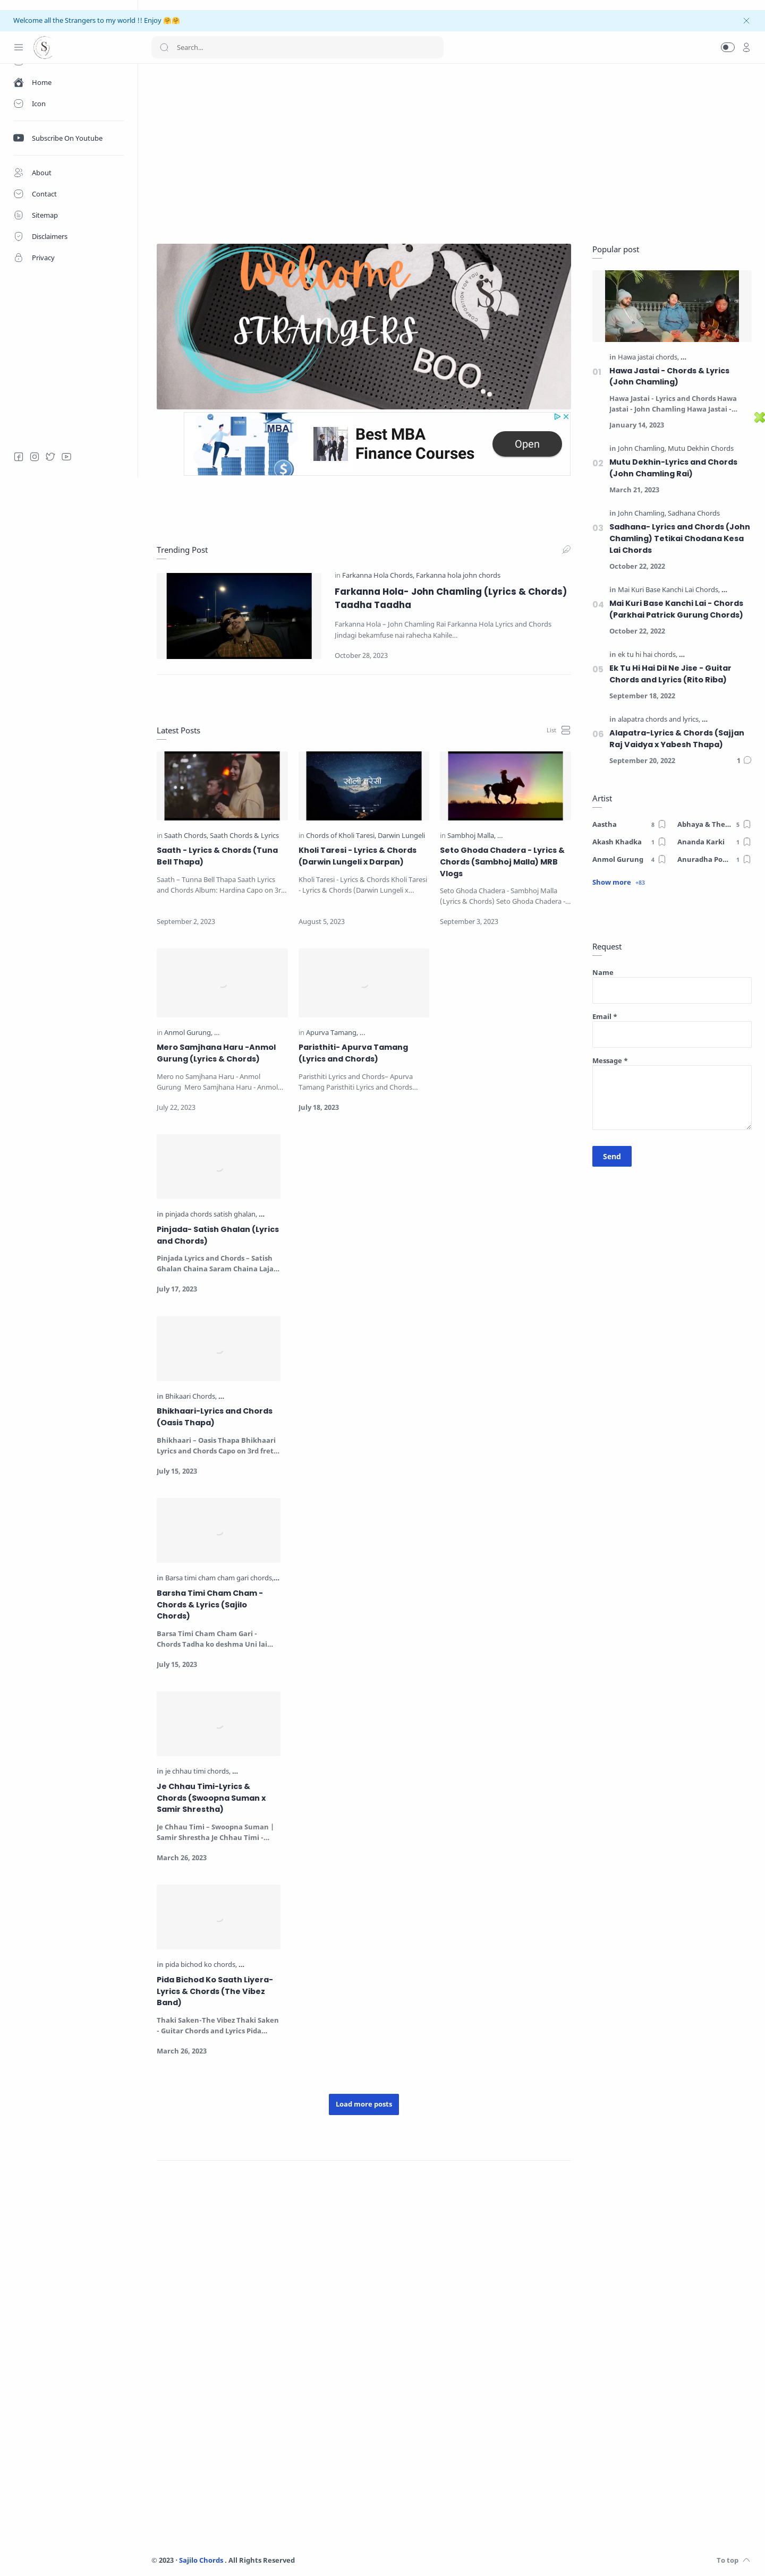 Welcome all the Strangers to my world !! Enjoy 🤗🤗
Search...
Home
Icon
Subscribe On Youtube
About
Contact
Sitemap
Disclaimers
Privacy
Welcome
STRANGERS
BOO..
MBA
Best MBA
Finance Courses
Open
Trending Post
in Farkanna Hola Chords, Farkanna hola john chords
Farkanna Hola- John Chamling (Lyrics & Chords)
Taadha Taadha
Farkanna Hola – John Chamling Rai Farkanna Hola Lyrics and Chords
Jindagi bekamfuse nai rahecha Kahile…
October 28, 2023
Latest Posts
List
in Saath Chords, Saath Chords & Lyrics
Saath - Lyrics & Chords (Tuna
Bell Thapa)
Saath – Tunna Bell Thapa Saath Lyrics
and Chords Album: Hardina Capo on 3r…
September 2, 2023
सोली तरेसी
in Chords of Kholi Taresi, Darwan Lungeli
Kholi Taresi - Lyrics & Chords
(Darwin Lungeli x Darpan)
Kholi Taresi - Lyrics & Chords Kholi Taresi
- Lyrics & Chords (Darwin Lungeli x…
August 5, 2023
in Sambhoj Malla, ...
Seto Ghoda Chadera - Lyrics &
Chords (Sambhoj Malla) MRB
Vlogs
Seto Ghoda Chadera - Sambhoj Malla
(Lyrics & Chords) Seto Ghoda Chadera -…
September 3, 2023
in Anmol Gurung, ...
Mero Samjhana Haru -Anmol
Gurung (Lyrics & Chords)
Mero no Samjhana Haru - Anmol
Gurung  Mero Samjhana Haru - Anmol…
July 22, 2023
in Apurva Tamang, ...
Paristhiti- Apurva Tamang
(Lyrics and Chords)
Paristhiti Lyrics and Chords– Apurva
Tamang Paristhiti Lyrics and Chords…
July 18, 2023
in pinjada chords satish ghalan, ...
Pinjada- Satish Ghalan (Lyrics
and Chords)
Pinjada Lyrics and Chords – Satish
Ghalan Chaina Saram Chaina Laja…
July 17, 2023
in Bhikaari Chords, ...
Bhikhaari-Lyrics and Chords
(Oasis Thapa)
Bhikhaari – Oasis Thapa Bhikhaari
Lyrics and Chords Capo on 3rd fret…
July 15, 2023
in Barsa timi cham cham gari chords,...
Barsha Timi Cham Cham -
Chords & Lyrics (Sajilo
Chords)
Barsa Timi Cham Cham Gari -
Chords Tadha ko deshma Uni lai…
July 15, 2023
in je chhau timi chords, ...
Je Chhau Timi-Lyrics &
Chords (Swoopna Suman x
Samir Shrestha)
Je Chhau Timi – Swoopna Suman |
Samir Shrestha Je Chhau Timi -…
March 26, 2023
in pida bichod ko chords, ...
Pida Bichod Ko Saath Liyera-
Lyrics & Chords (The Vibez
Band)
Thaki Saken-The Vibez Thaki Saken
- Guitar Chords and Lyrics Pida…
March 26, 2023
Load more posts
Popular post
in Hawa jastai chords, ...
01 Hawa Jastai - Chords & Lyrics
(John Chamling)
Hawa Jastai - Lyrics and Chords Hawa
Jastai - John Chamling Hawa Jastai -…
January 14, 2023
in John Chamling, Mutu Dekhin Chords
02 Mutu Dekhin-Lyrics and Chords
(John Chamling Rai)
March 21, 2023
in John Chamling, Sadhana Chords
03 Sadhana- Lyrics and Chords (John
Chamling) Tetikai Chodana Kesa
Lai Chords
October 22, 2022
in Mai Kuri Base Kanchi Lai Chords, ...
04 Mai Kuri Base Kanchi Lai - Chords
(Parkhai Patrick Gurung Chords)
October 22, 2022
in ek tu hi hai chords, ...
05 Ek Tu Hi Hai Dil Ne Jise - Guitar
Chords and Lyrics (Rito Riba)
September 18, 2022
in alapatra chords and lyrics, ...
06 Alapatra-Lyrics & Chords (Sajjan
Raj Vaidya x Yabesh Thapa)
September 20, 2022 1
Artist
Aastha 8 Abhaya & The... 5
Akash Khadka 1 Ananda Karki 1
Anmol Gurung 4 Anuradha Po... 1
Show more +83
Request
Name
Email *
Message *
Send
© 2023 · Sajilo Chords . All Rights Reserved
To top